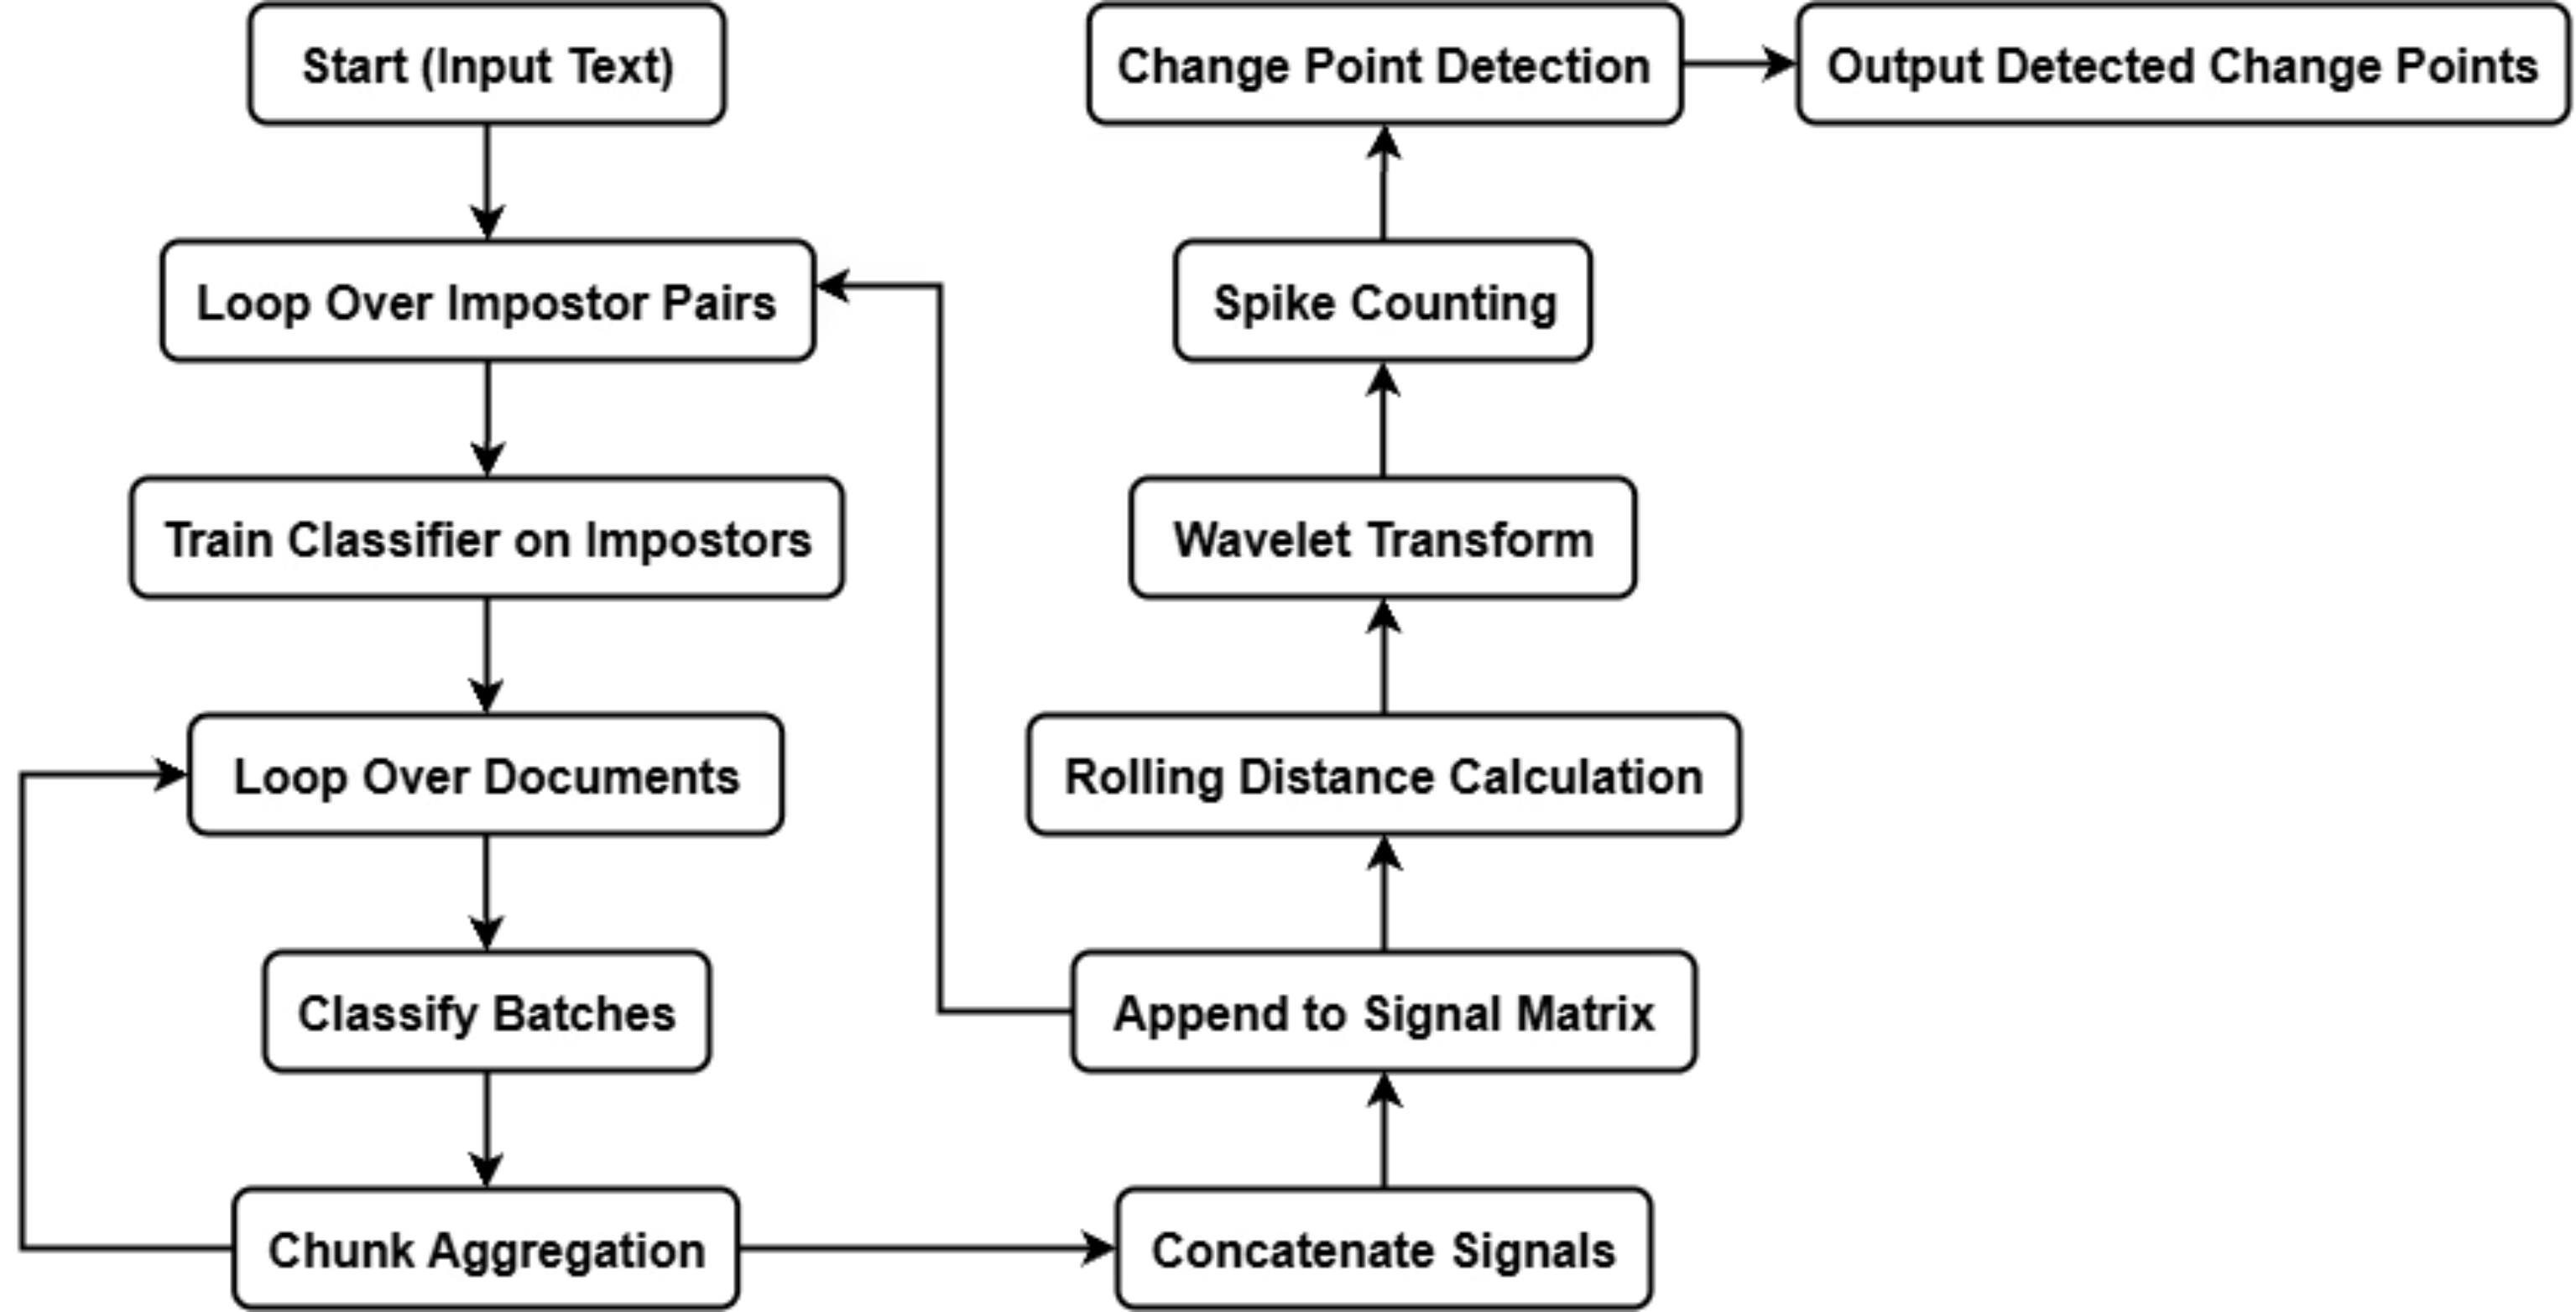 Start (Input Text)
Loop Over Impostor Pairs
Train Classifier on Impostors
Loop Over Documents
Classify Batches
Chunk Aggregation
Concatenate Signals
Append to Signal Matrix
Rolling Distance Calculation
Wavelet Transform
Spike Counting
Change Point Detection
Output Detected Change Points